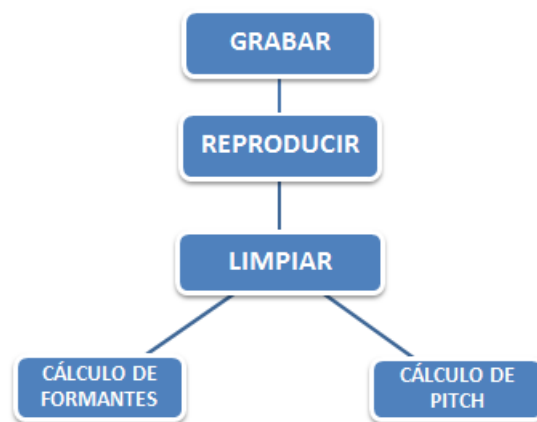 GRABAR
REPRODUCIR
LIMPIAR
CÁLCULO DE
FORMANTES
CÁLCULO DE
PITCH